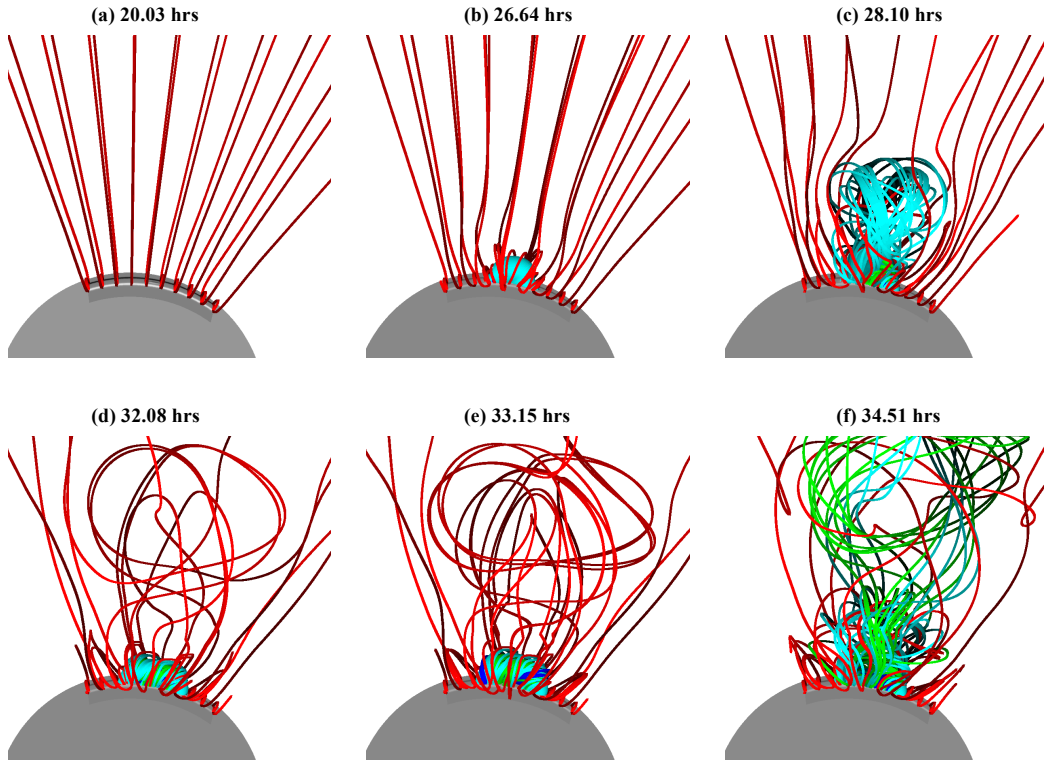 (a) 20.03 hrs
(b) 26.64 hrs
(c) 28.10 hrs
(d) 32.08 hrs
(e) 33.15 hrs
(f) 34.51 hrs